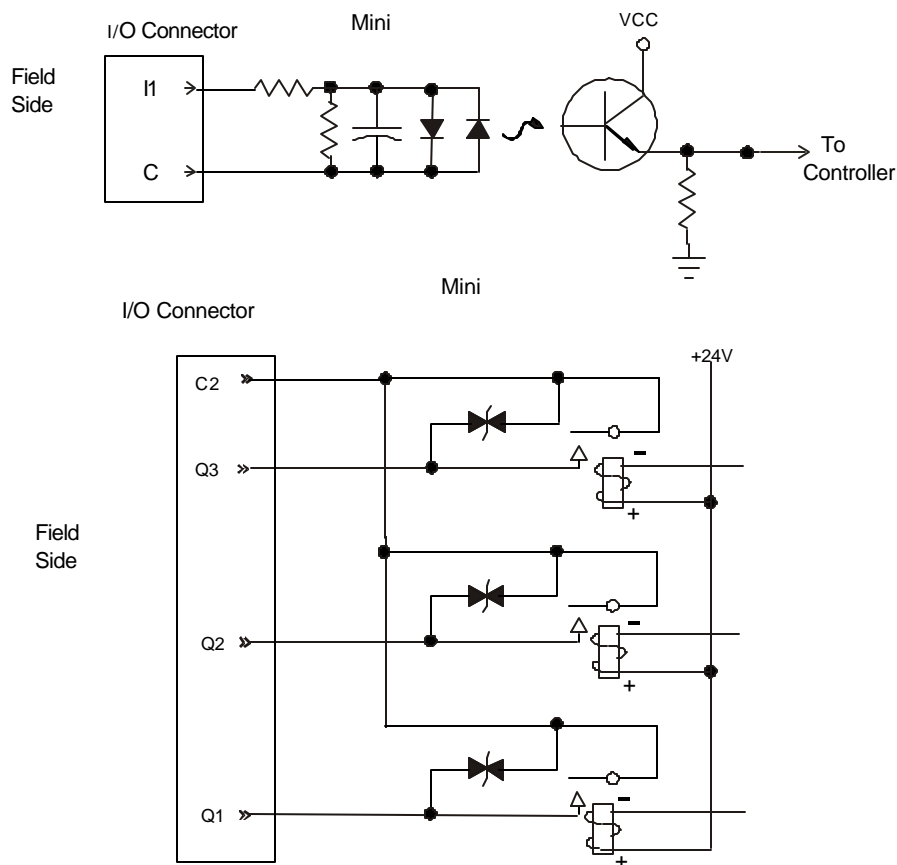 Mini
VCC
I/O Connector
Field
Side
I1
C
To
Controller
Mini
I/O Connector
+24V
C2
Q3
-
+
Field
Side
Q2
-
+
Q1
-
+